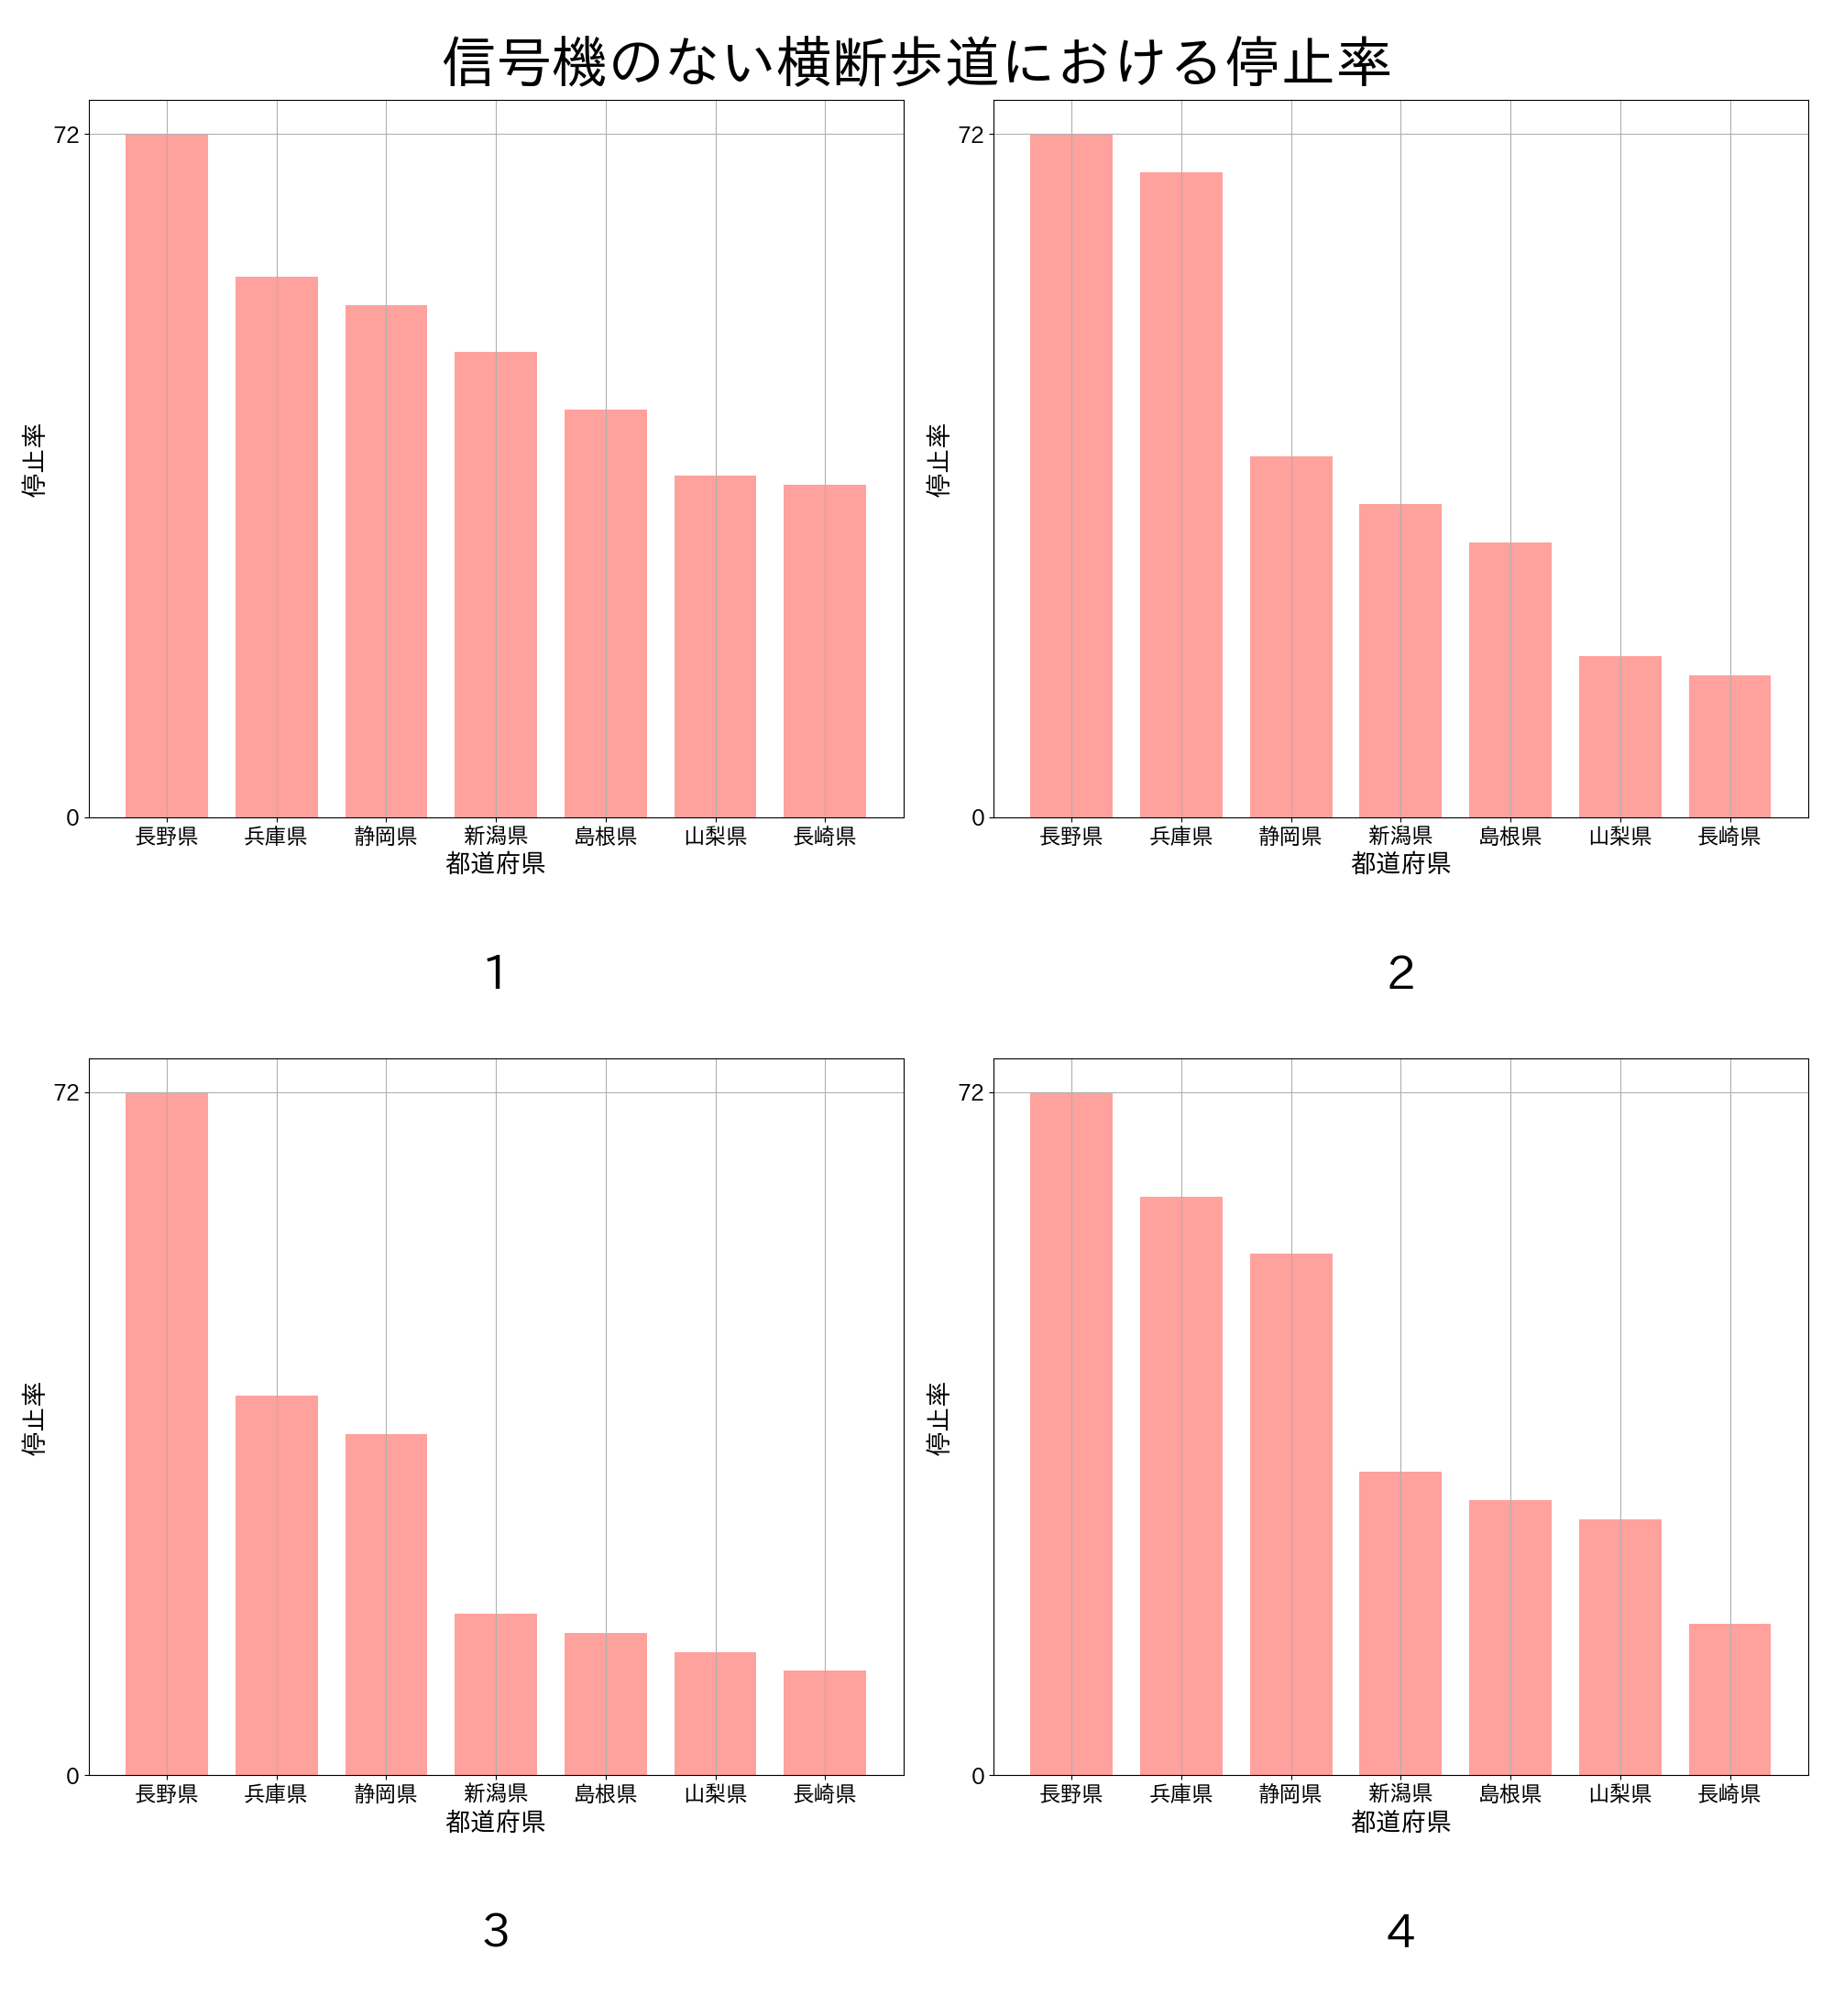 信号機のない横断歩道における停止率
72
0
停止率
長野県 兵庫県 静岡県 新潟県 島根県 山梨県 長崎県
都道府県
1
72
0
停止率
長野県 兵庫県 静岡県 新潟県 島根県 山梨県 長崎県
都道府県
2
72
0
停止率
長野県 兵庫県 静岡県 新潟県 島根県 山梨県 長崎県
都道府県
3
72
0
停止率
長野県 兵庫県 静岡県 新潟県 島根県 山梨県 長崎県
都道府県
4